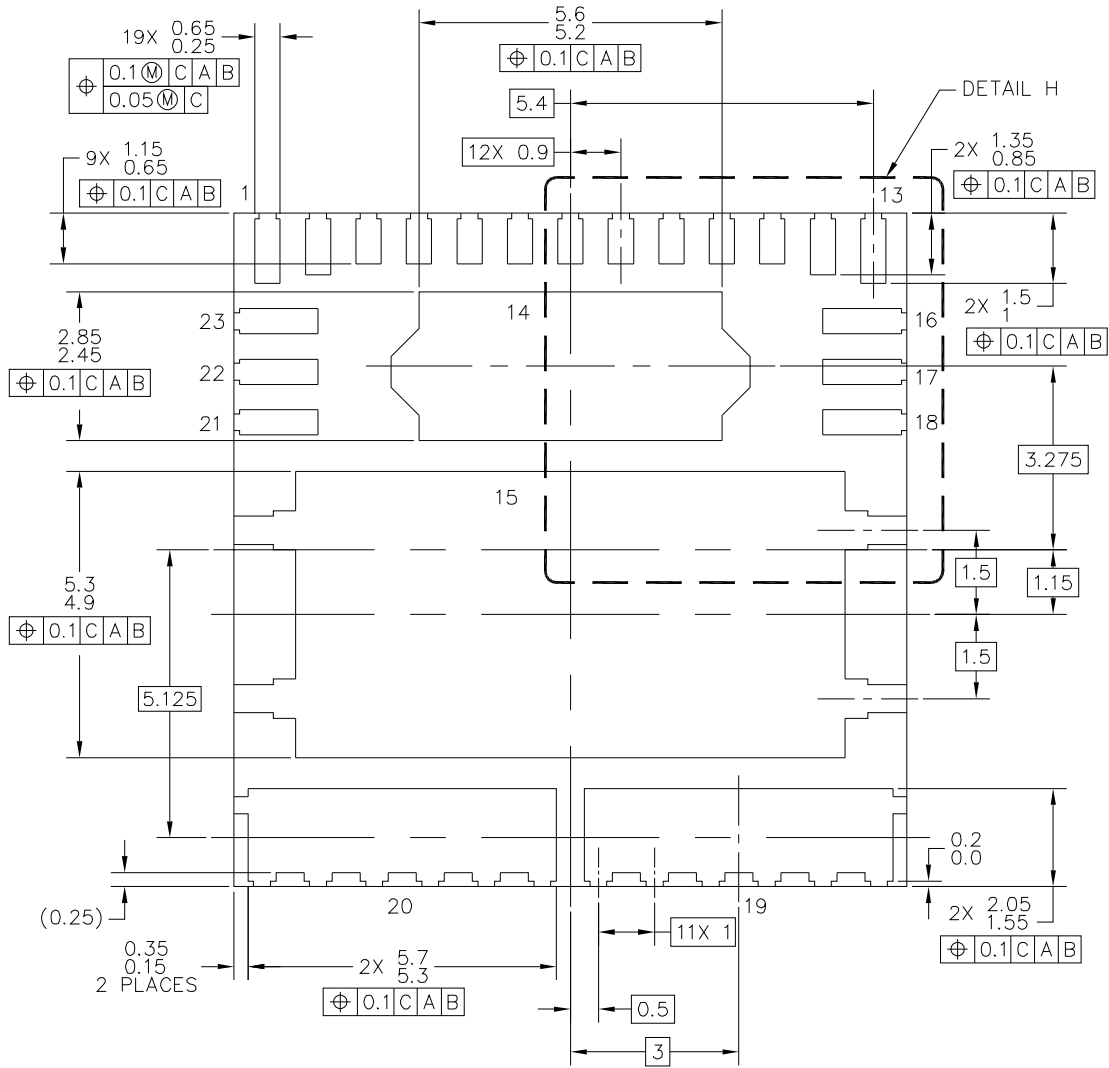 19X 0.65
0.25
⌖ 0.1 Ⓜ C A B
0.05 Ⓜ C
5.6
5.2
⌖ 0.1 C A B
5.4
DETAIL H
12X 0.9
9X 1.15
0.65
⌖ 0.1 C A B
2X 1.35
0.85
⌖ 0.1 C A B
1
13
14
2X 1.5
1
⌖ 0.1 C A B
23
16
2.85
2.45
⌖ 0.1 C A B
22
17
21
18
3.275
15
1.5
1.15
5.3
4.9
⌖ 0.1 C A B
1.5
5.125
0.2
0.0
(0.25)
20
19
2X 2.05
1.55
⌖ 0.1 C A B
11X 1
0.35
0.15
2 PLACES
2X 5.7
5.3
⌖ 0.1 C A B
0.5
3